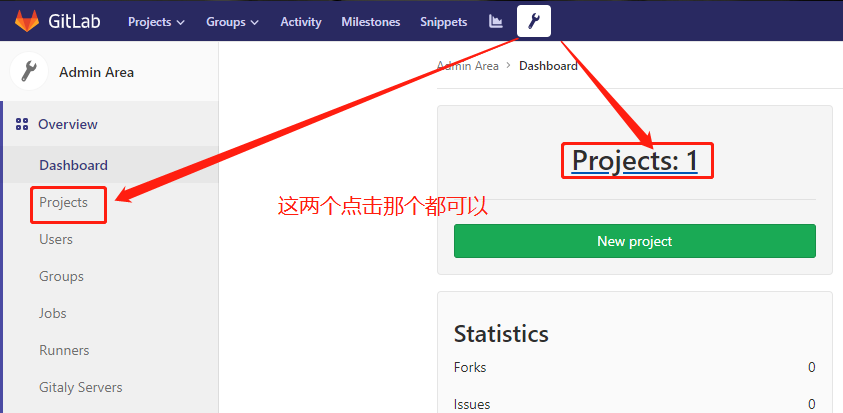 GitLab Projects Groups Activity Milestones Snippets
Admin Area
Admin Area > Dashboard
Overview
Dashboard
Projects
Users
Groups
Jobs
Runners
Gitaly Servers
Projects: 1
这两个点击那个都可以
New project
Statistics
Forks 0
Issues 0